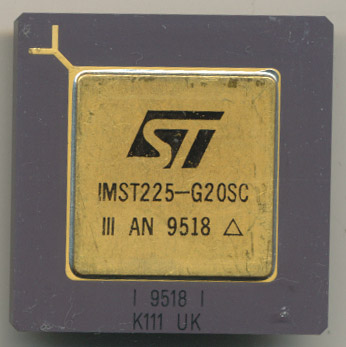 ST
IMST225-G20SC
III AN 9518 △
I 9518 I
K111 UK